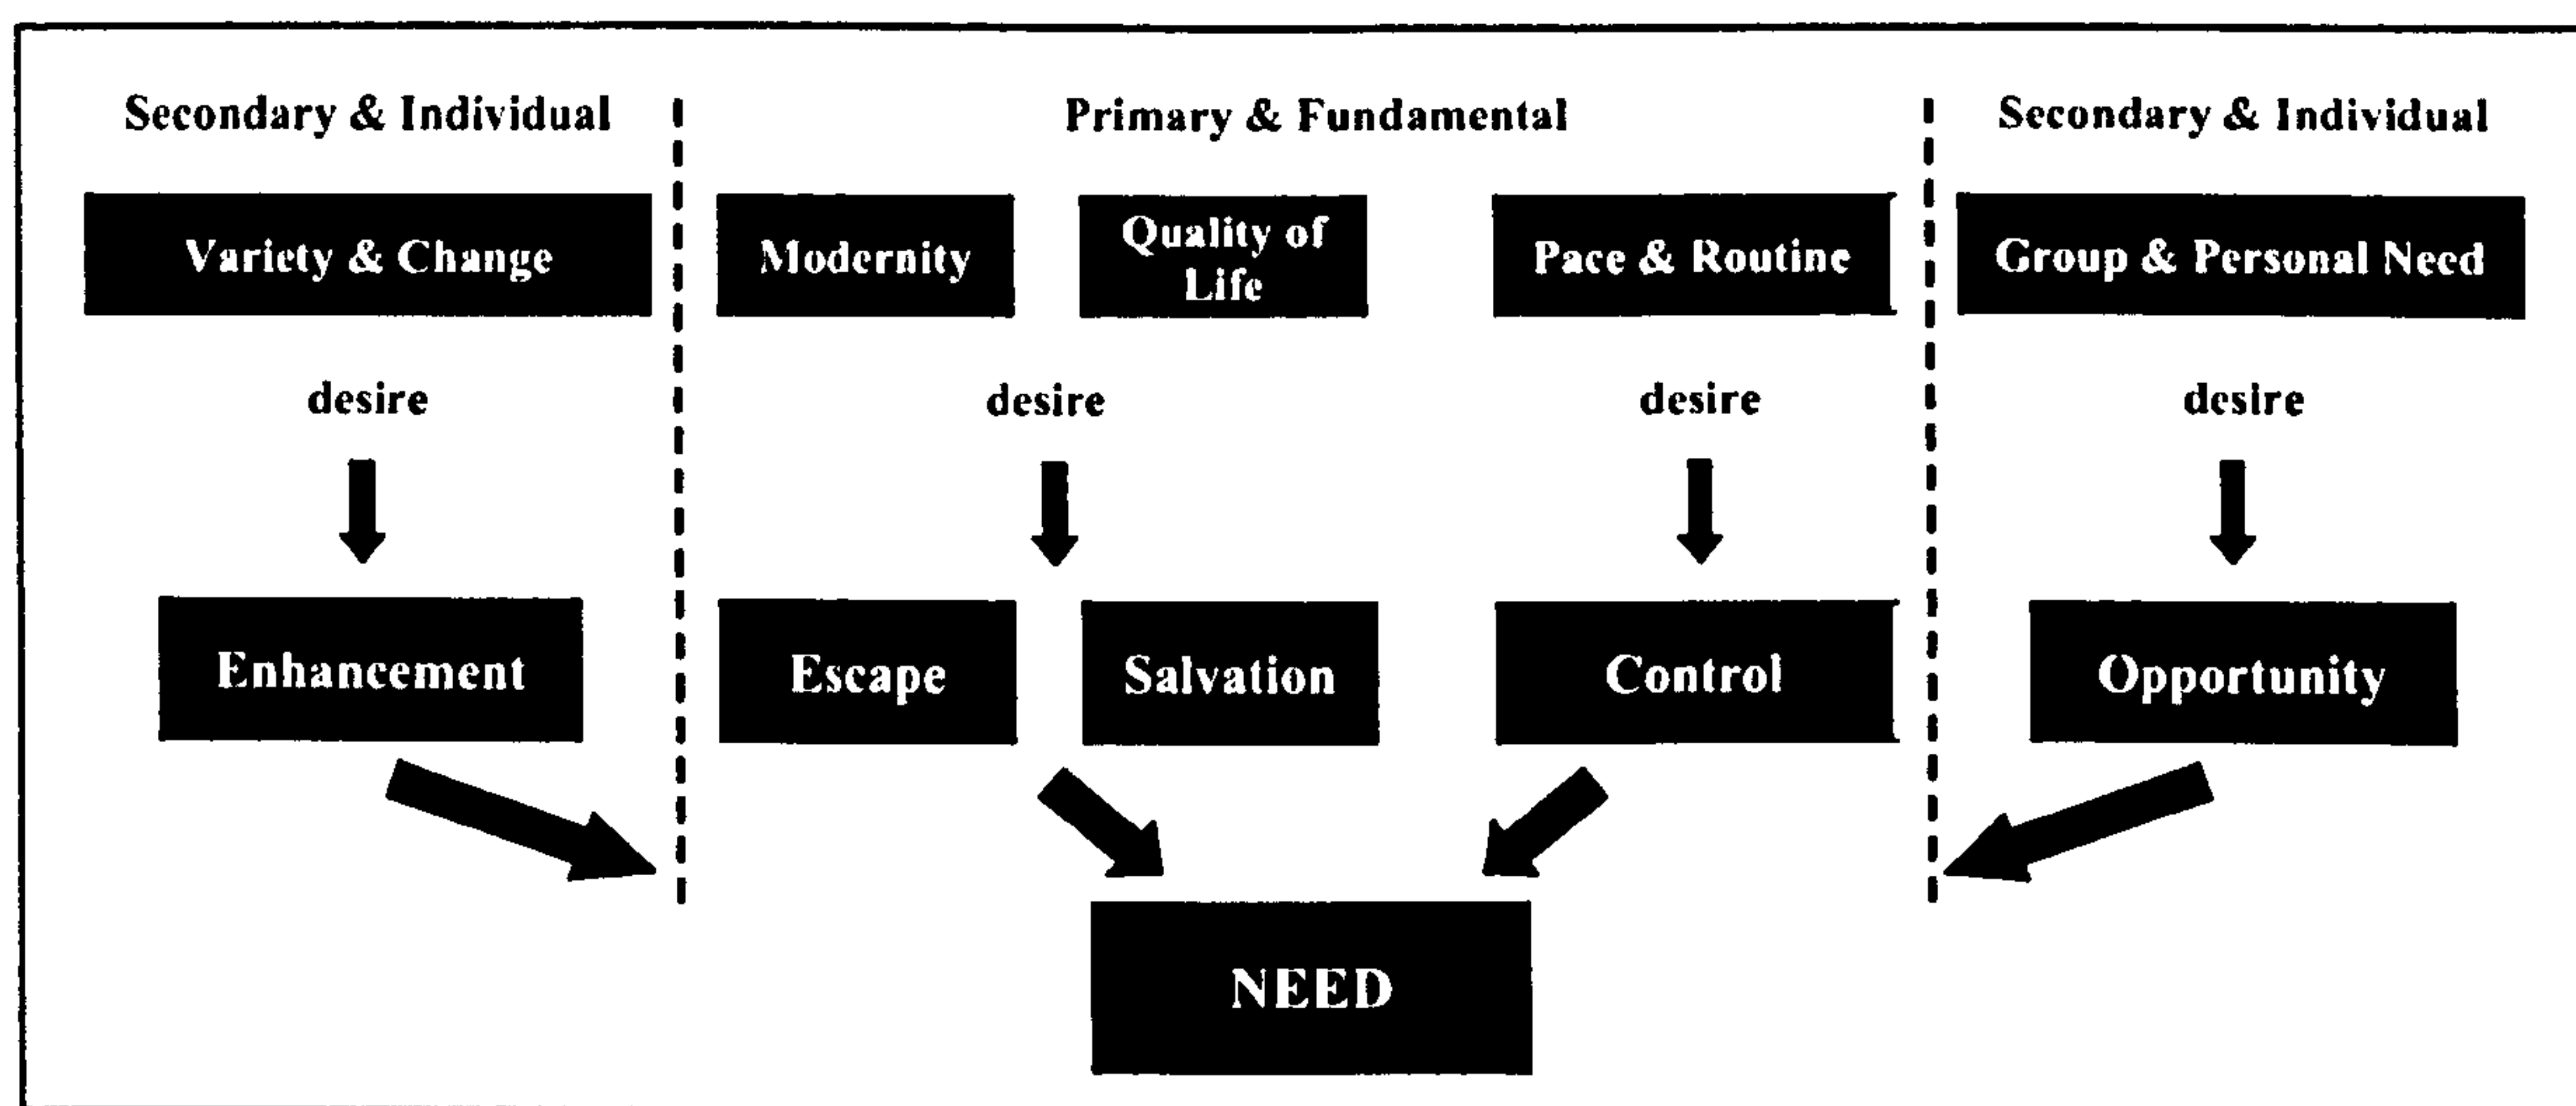 Secondary & Individual
Primary & Fundamental
Secondary & Individual
Variety & Change
Modernity
Quality of
Life
Pace & Routine
Group & Personal Need
desire
desire
desire
desire
Enhancement
Escape
Salvation
Control
Opportunity
NEED